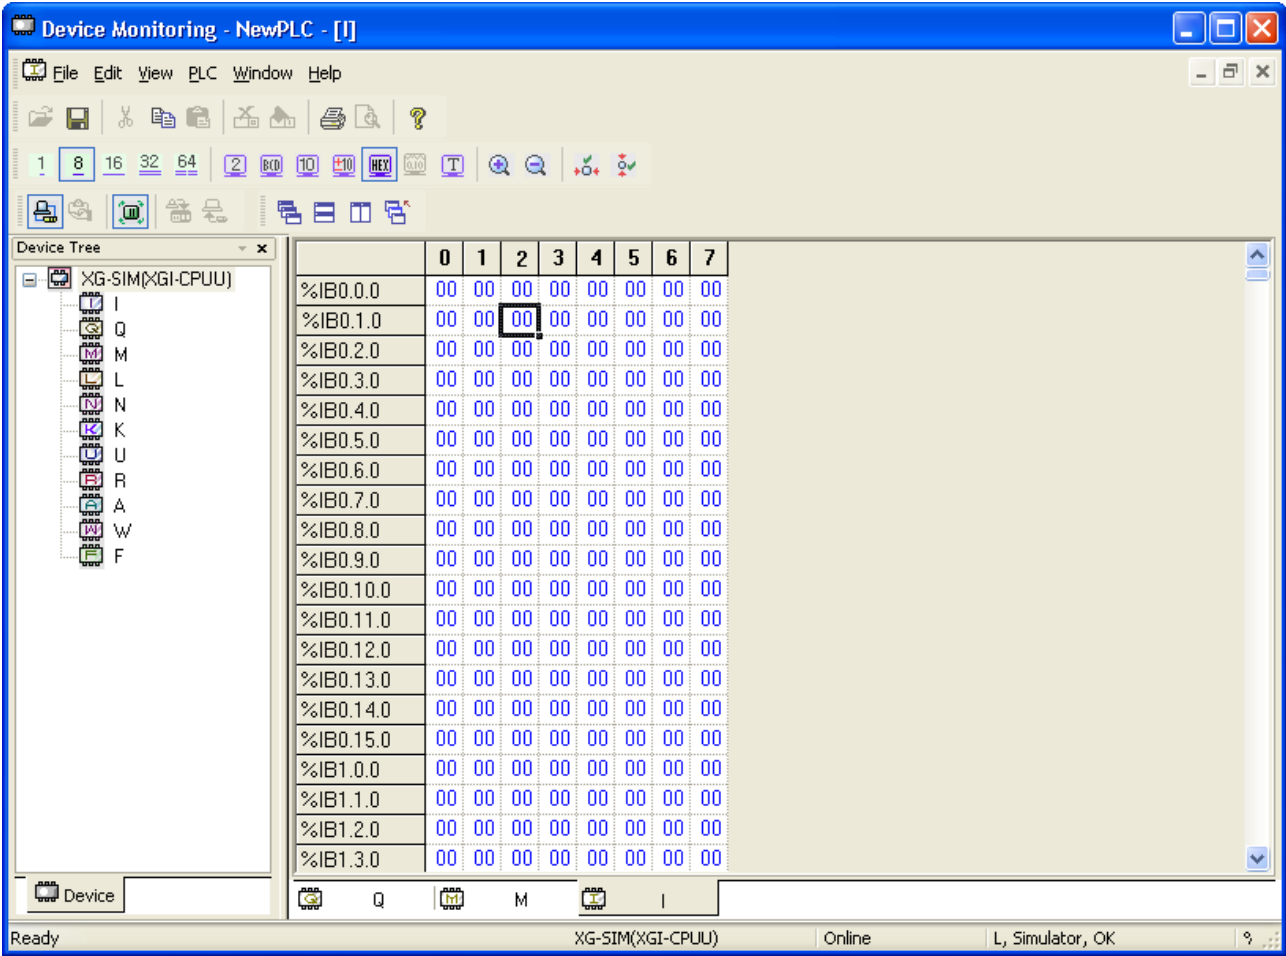 Device Monitoring - NewPLC - [I]
File Edit View PLC Window Help
1 8 16 32 64 2 BCD 10 ±10 HEX T
Device Tree
XG-SIM(XGI-CPUU)
I
Q
M
L
N
K
U
R
A
W
F
Device
0 1 2 3 4 5 6 7
%IB0.0.0 00 00 00 00 00 00 00 00
%IB0.1.0 00 00 00 00 00 00 00 00
%IB0.2.0 00 00 00 00 00 00 00 00
%IB0.3.0 00 00 00 00 00 00 00 00
%IB0.4.0 00 00 00 00 00 00 00 00
%IB0.5.0 00 00 00 00 00 00 00 00
%IB0.6.0 00 00 00 00 00 00 00 00
%IB0.7.0 00 00 00 00 00 00 00 00
%IB0.8.0 00 00 00 00 00 00 00 00
%IB0.9.0 00 00 00 00 00 00 00 00
%IB0.10.0 00 00 00 00 00 00 00 00
%IB0.11.0 00 00 00 00 00 00 00 00
%IB0.12.0 00 00 00 00 00 00 00 00
%IB0.13.0 00 00 00 00 00 00 00 00
%IB0.14.0 00 00 00 00 00 00 00 00
%IB0.15.0 00 00 00 00 00 00 00 00
%IB1.0.0 00 00 00 00 00 00 00 00
%IB1.1.0 00 00 00 00 00 00 00 00
%IB1.2.0 00 00 00 00 00 00 00 00
%IB1.3.0 00 00 00 00 00 00 00 00
Q M I
Ready XG-SIM(XGI-CPUU) Online L, Simulator, OK